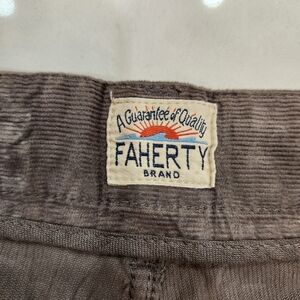 A Guarantee of Quality
FAHERTY
BRAND